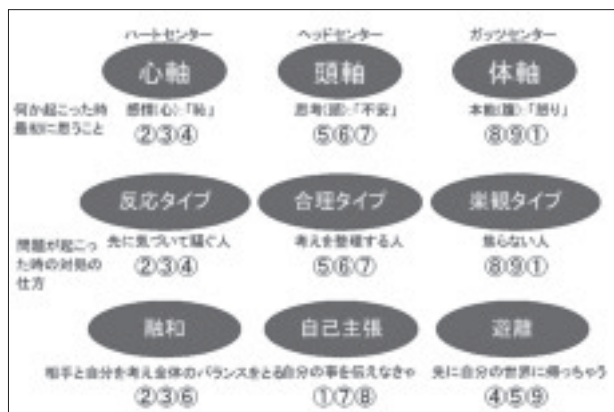 ハートセンター ヘッドセンター ガッツセンター
心軸 頭軸 体軸
何か起こった時
最初に思うこと
感情(心):「恥」 思考(頭):「不安」 本能(腹):「怒り」
②③④ ⑤⑥⑦ ⑧⑨①
反応タイプ 合理タイプ 楽観タイプ
問題が起こっ
た時の対処の
仕方
先に気づいて騒ぐ人 考えを整理する人 焦らない人
②③④ ⑤⑥⑦ ⑧⑨①
融和 自己主張 遊離
相手と自分を考え全体のバランスをとる 自分の事を伝えなきゃ 先に自分の世界に帰っちゃう
②③⑥ ①⑦⑧ ④⑤⑨